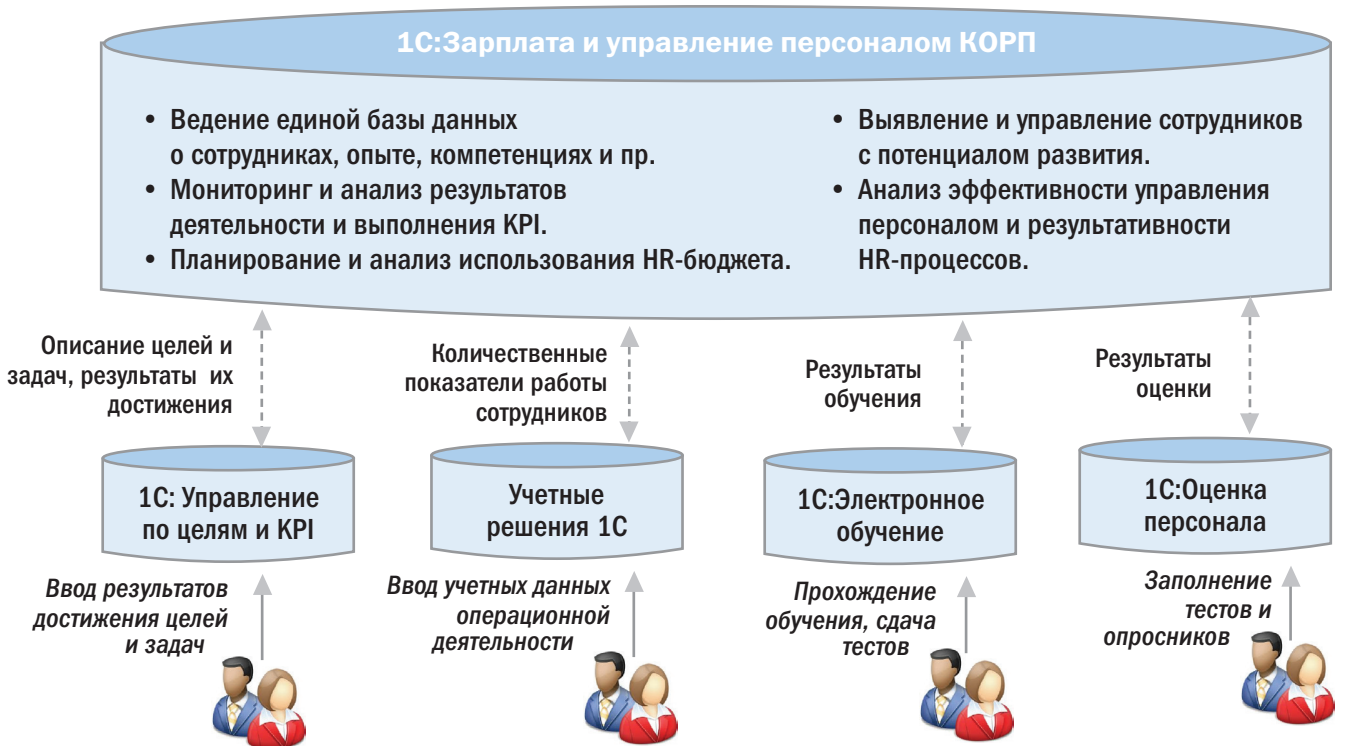 1С:Зарплата и управление персоналом КОРП
• Ведение единой базы данных
о сотрудниках, опыте, компетенциях и пр.
• Мониторинг и анализ результатов
деятельности и выполнения KPI.
• Планирование и анализ использования HR-бюджета.
• Выявление и управление сотрудников
с потенциалом развития.
• Анализ эффективности управления
персоналом и результативности
HR-процессов.
Описание целей и
задач, результаты их
достижения
Количественные
показатели работы
сотрудников
Результаты
обучения
Результаты
оценки
1С: Управление
по целям и KPI
Учетные
решения 1С
1С:Электронное
обучение
1С:Оценка
персонала
Ввод результатов
достижения целей
и задач
Ввод учетных данных
операционной
деятельности
Прохождение
обучения, сдача
тестов
Заполнение
тестов и
опросников